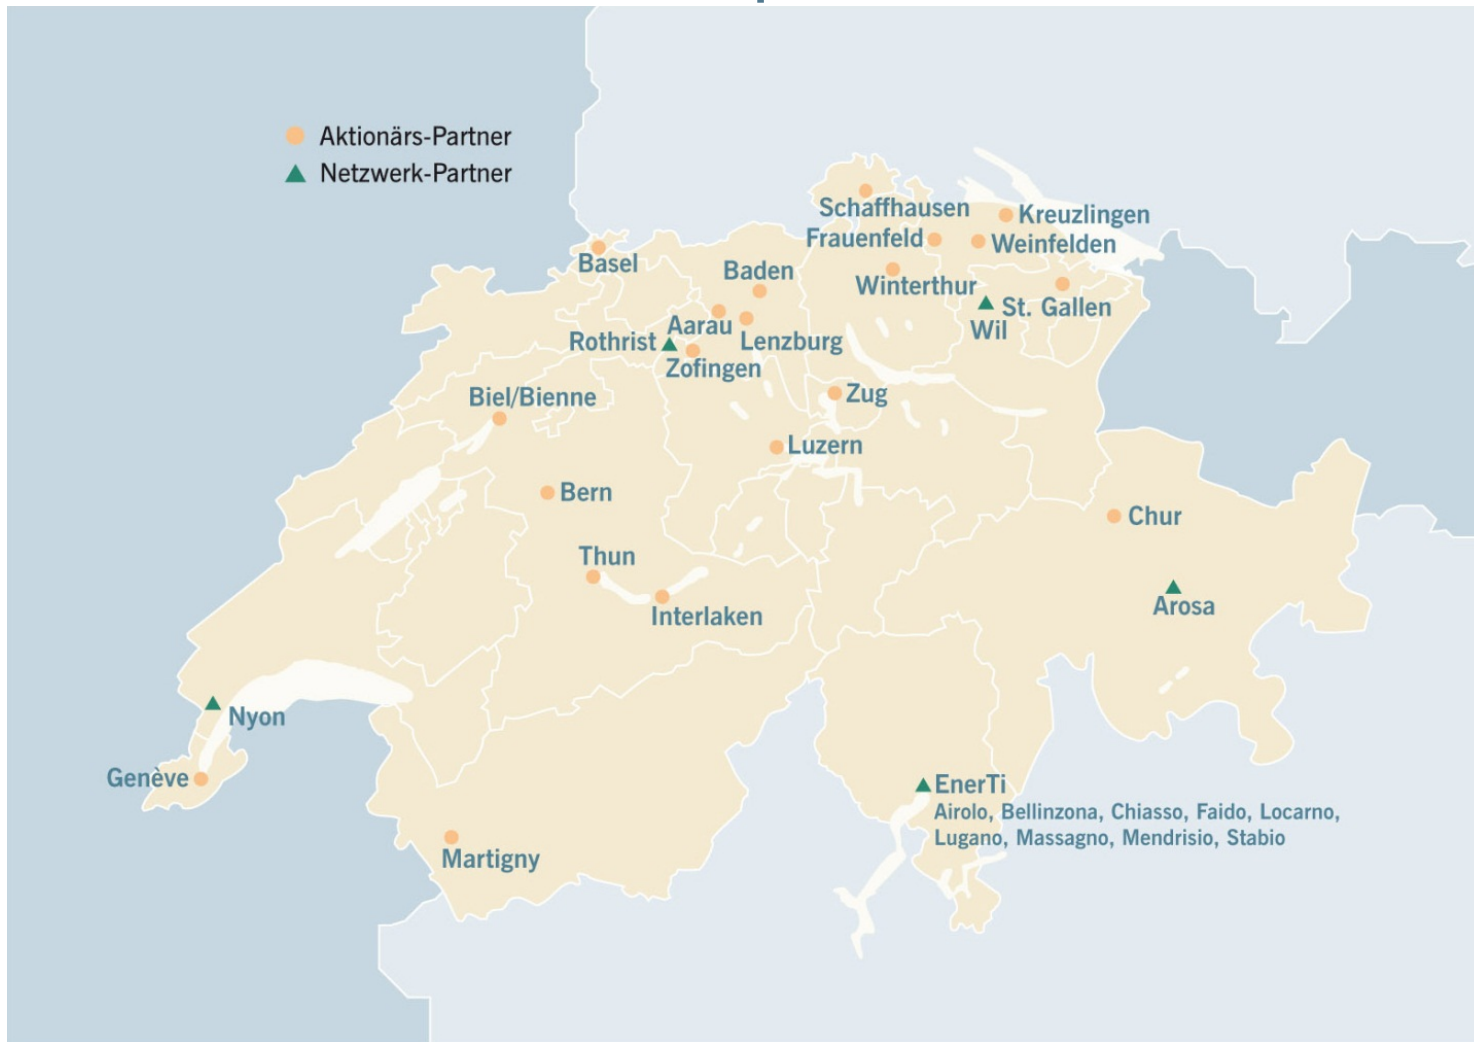 Aktionärs-Partner
Netzwerk-Partner
Schaffhausen
Kreuzlingen
Frauenfeld
Weinfelden
Basel
Baden
Winterthur
St. Gallen
Wil
Aarau
Lenzburg
Rothrist
Zofingen
Biel/Bienne
Zug
Luzern
Bern
Chur
Thun
Interlaken
Arosa
Nyon
Genève
EnerTi
Airolo, Bellinzona, Chiasso, Faido, Locarno,
Lugano, Massagno, Mendrisio, Stabio
Martigny